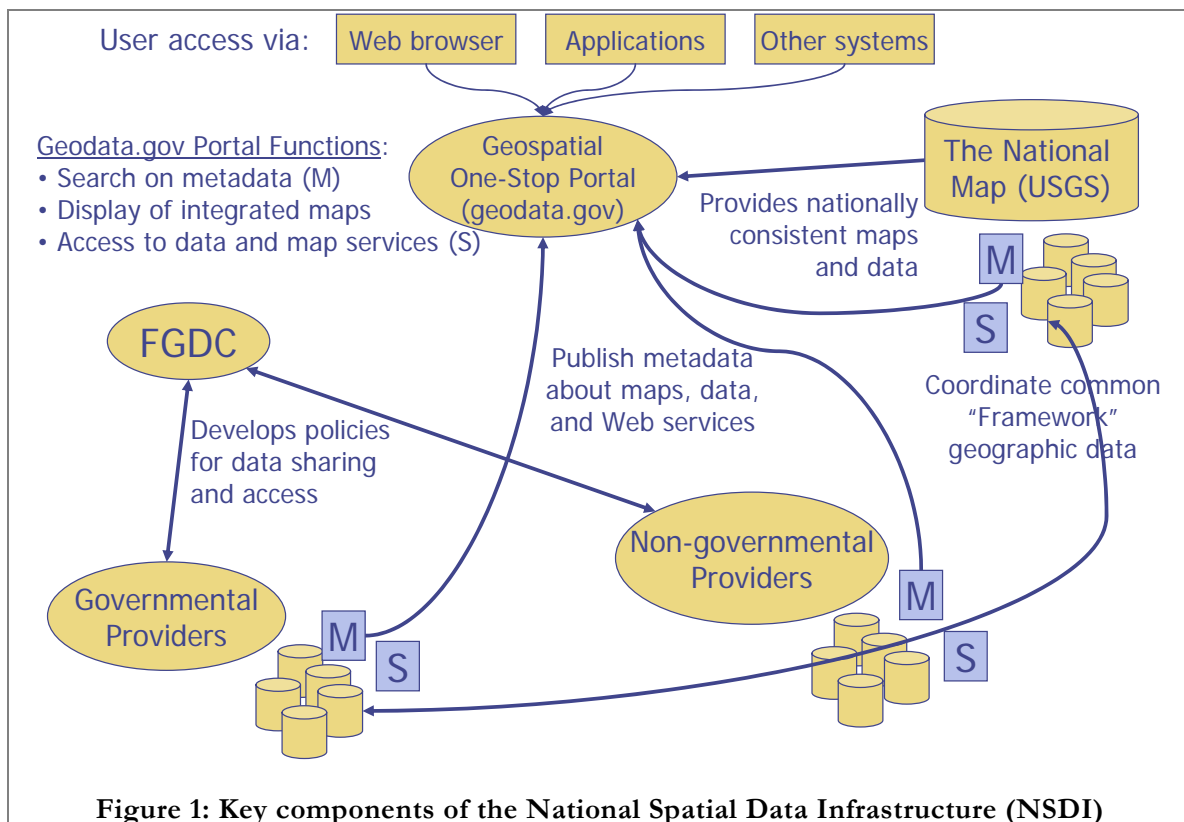 User access via:
Web browser
Applications
Other systems
Geodata.gov Portal Functions:
• Search on metadata (M)
• Display of integrated maps
• Access to data and map services (S)
Geospatial
One-Stop Portal
(geodata.gov)
The National
Map (USGS)
Provides nationally
consistent maps
and data
M
S
FGDC
Publish metadata
about maps, data,
and Web services
Coordinate common
“Framework”
geographic data
Develops policies
for data sharing
and access
Non-governmental
Providers
M
S
Governmental
Providers
M
S
Figure 1: Key components of the National Spatial Data Infrastructure (NSDI)